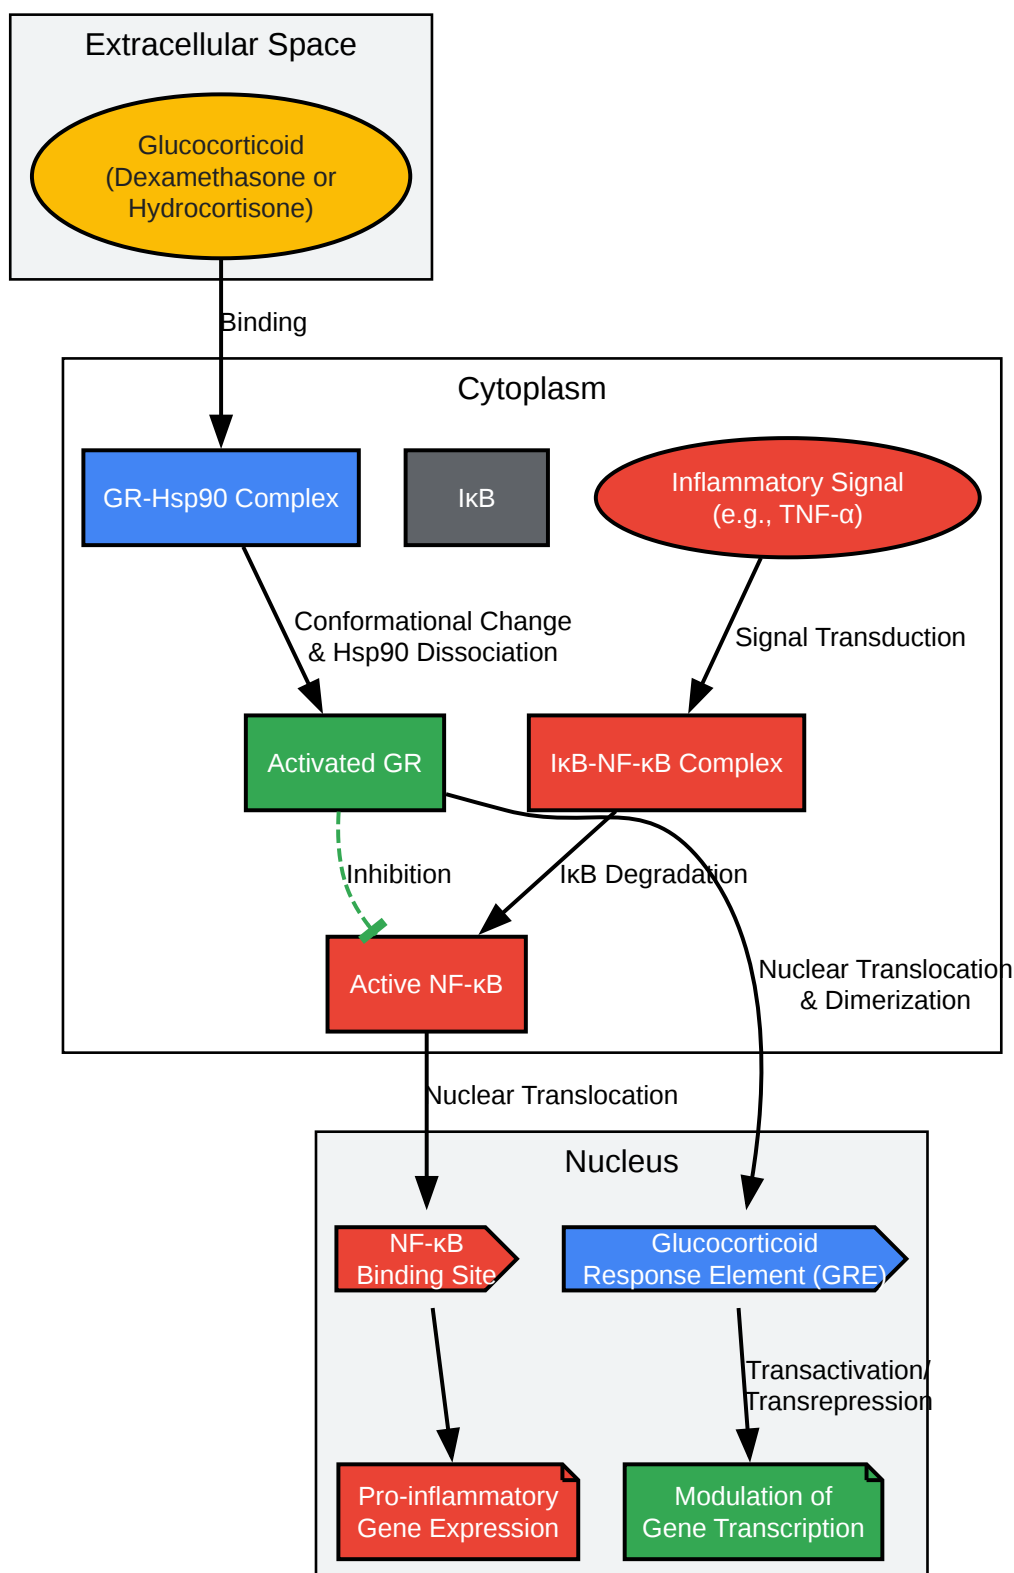 Extracellular Space
Glucocorticoid
(Dexamethasone or
Hydrocortisone)
Binding
Cytoplasm
GR-Hsp90 Complex
IκB
Inflammatory Signal
(e.g., TNF-α)
Conformational Change
& Hsp90 Dissociation
Signal Transduction
Activated GR
IκB-NF-κB Complex
Inhibition
IκB Degradation
Active NF-κB
Nuclear Translocation
& Dimerization
Nuclear Translocation
Nucleus
NF-κB
Binding Site
Glucocorticoid
Response Element (GRE)
Transactivation/
Transrepression
Pro-inflammatory
Gene Expression
Modulation of
Gene Transcription